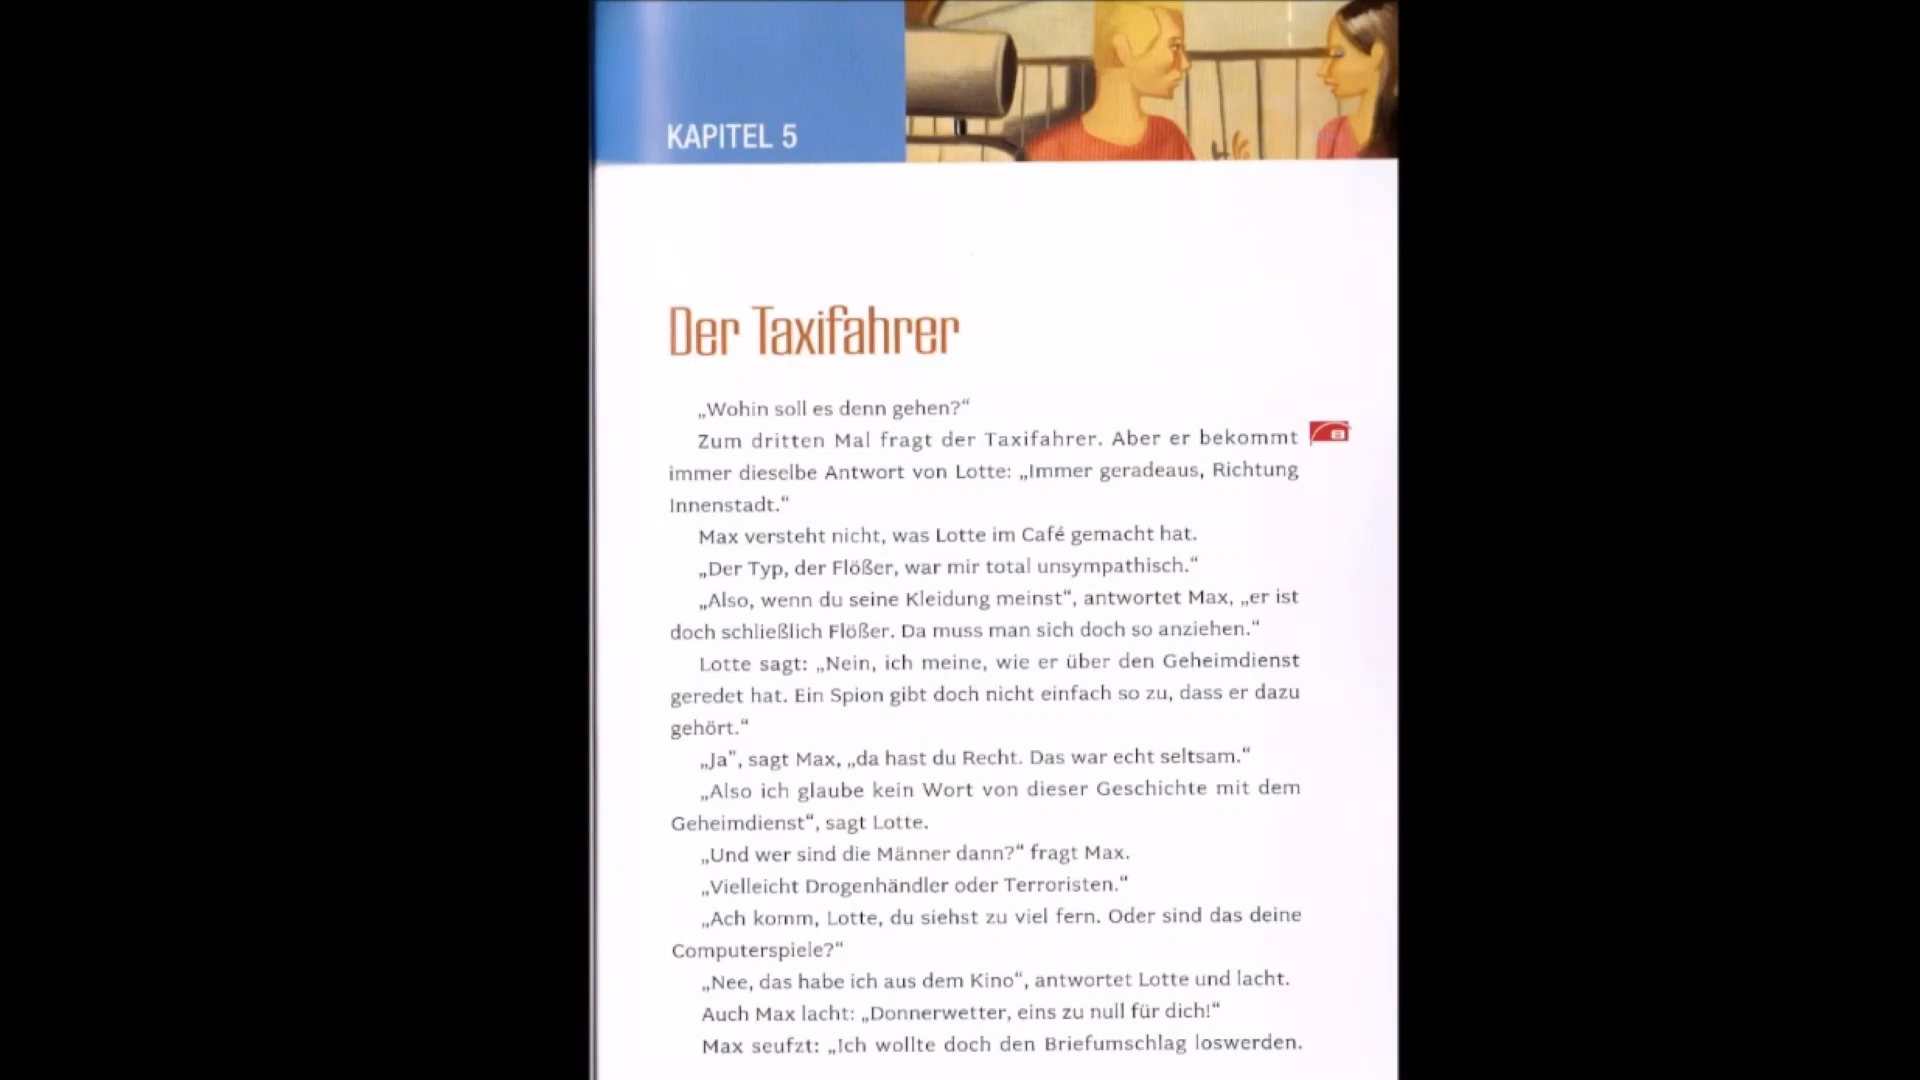 KAPITEL 5
Der Taxifahrer
„Wohin soll es denn gehen?“
Zum dritten Mal fragt der Taxifahrer. Aber er bekommt
immer dieselbe Antwort von Lotte: „Immer geradeaus, Richtung
Innenstadt.“
Max versteht nicht, was Lotte im Café gemacht hat.
„Der Typ, der Flößer, war mir total unsympathisch.“
„Also, wenn du seine Kleidung meinst“, antwortet Max, „er ist
doch schließlich Flößer. Da muss man sich doch so anziehen.“
Lotte sagt: „Nein, ich meine, wie er über den Geheimdienst
geredet hat. Ein Spion gibt doch nicht einfach so zu, dass er dazu
gehört.“
„Ja”, sagt Max, „da hast du Recht. Das war echt seltsam.“
„Also ich glaube kein Wort von dieser Geschichte mit dem
Geheimdienst“, sagt Lotte.
„Und wer sind die Männer dann?“ fragt Max.
„Vielleicht Drogenhändler oder Terroristen.“
„Ach komm, Lotte, du siehst zu viel fern. Oder sind das deine
Computerspiele?“
„Nee, das habe ich aus dem Kino“, antwortet Lotte und lacht.
Auch Max lacht: „Donnerwetter, eins zu null für dich!“
Max seufzt: „Ich wollte doch den Briefumschlag loswerden.